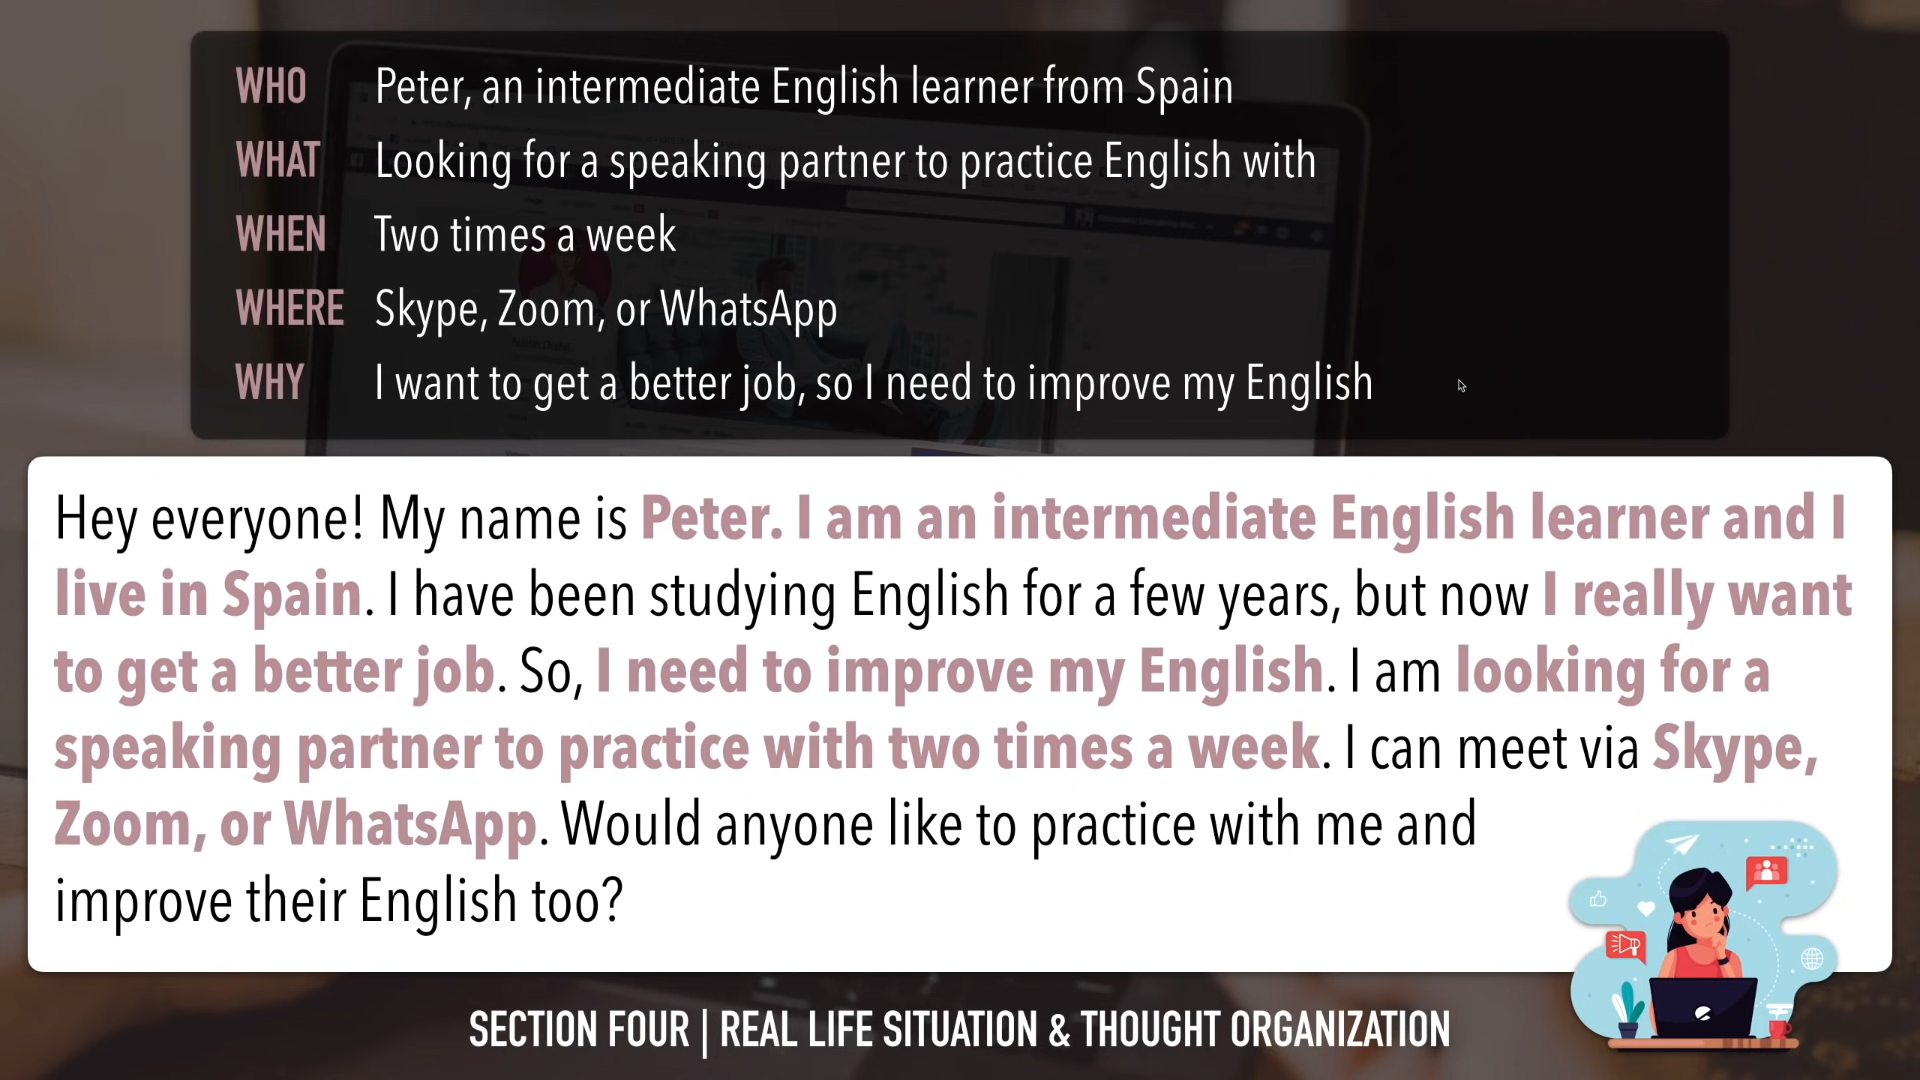 WHO Peter, an intermediate English learner from Spain
WHAT Looking for a speaking partner to practice English with
WHEN Two times a week
WHERE Skype, Zoom, or WhatsApp
WHY I want to get a better job, so I need to improve my English
Hey everyone! My name is Peter. I am an intermediate English learner and I
live in Spain. I have been studying English for a few years, but now I really want
to get a better job. So, I need to improve my English. I am looking for a
speaking partner to practice with two times a week. I can meet via Skype,
Zoom, or WhatsApp. Would anyone like to practice with me and
improve their English too?
SECTION FOUR | REAL LIFE SITUATION & THOUGHT ORGANIZATION